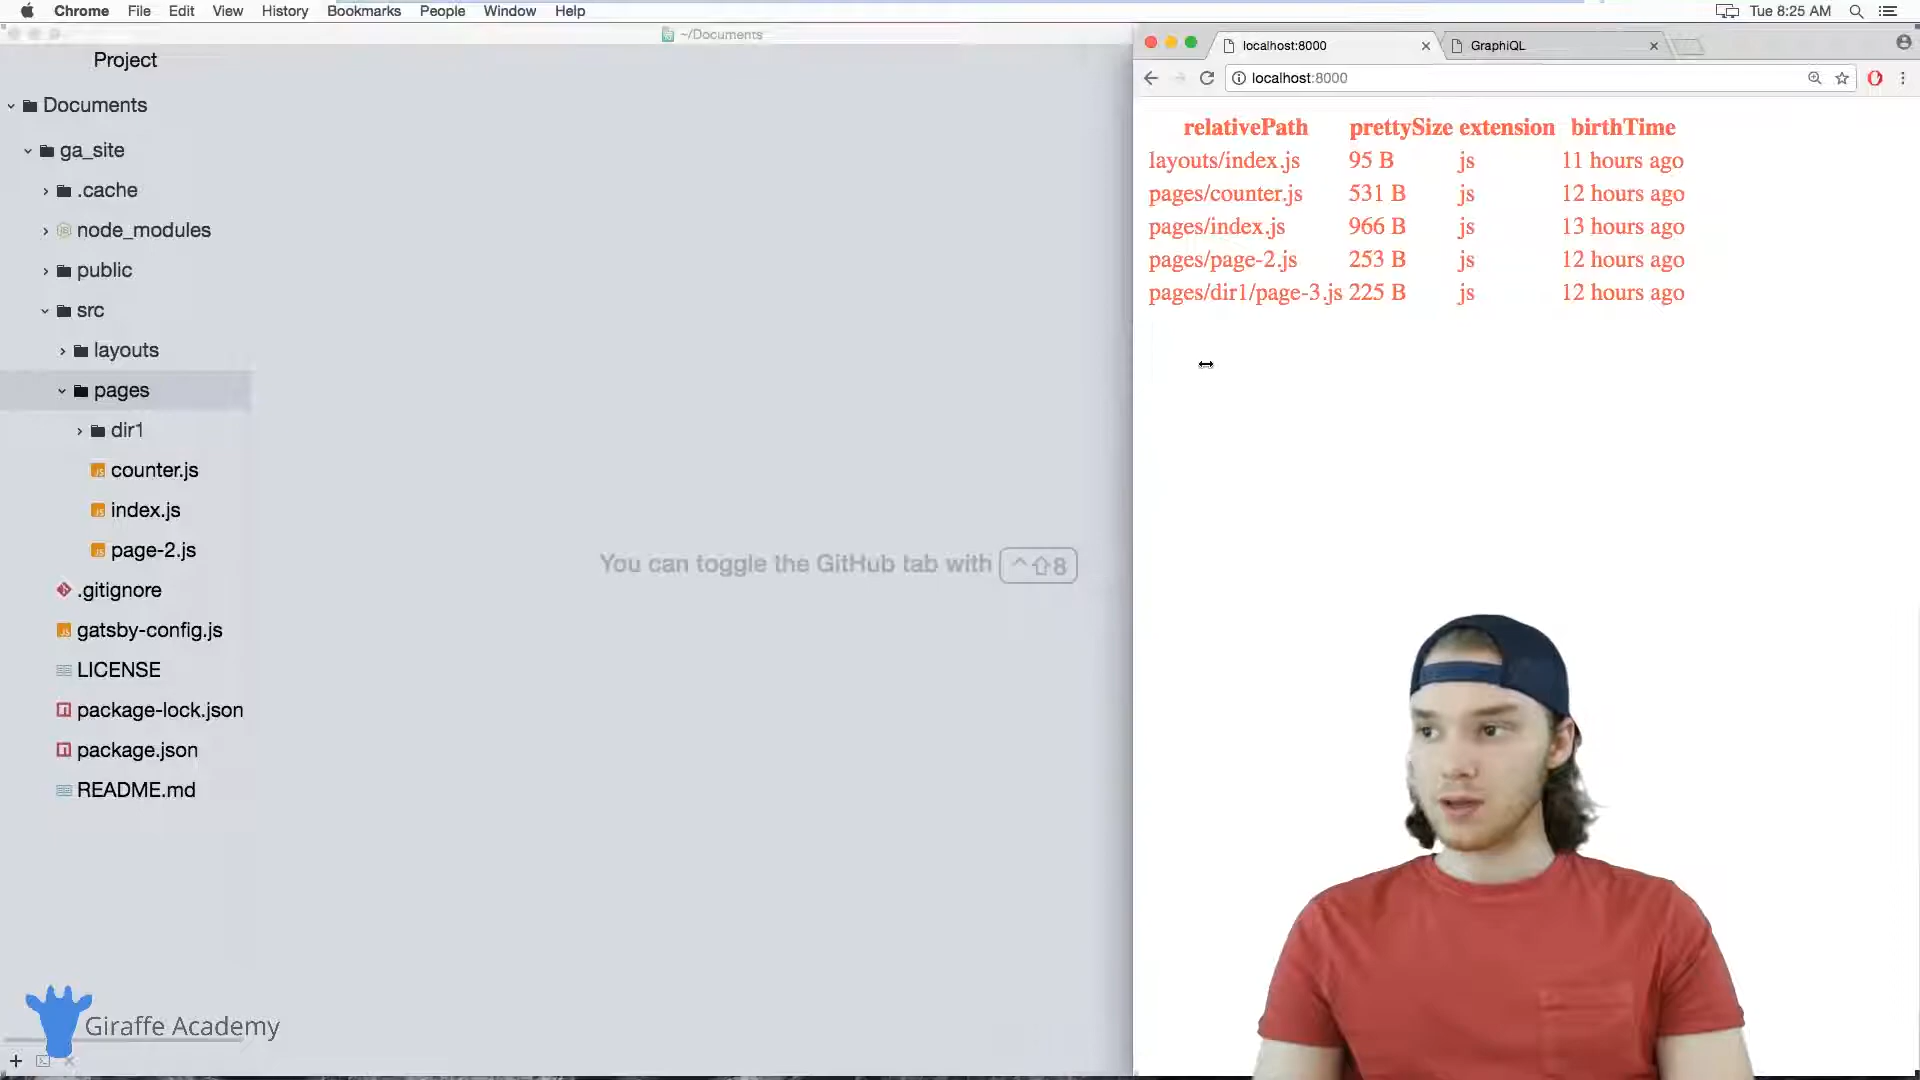 Chrome File Edit View History Bookmarks People Window Help Tue 8:25 AM
~/Documents
Project
Documents
ga_site
.cache
node_modules
public
src
layouts
pages
dir1
counter.js
index.js
page-2.js
.gitignore
gatsby-config.js
LICENSE
package-lock.json
package.json
README.md
You can toggle the GitHub tab with ^⇧8
Giraffe Academy
localhost:8000 GraphiQL
localhost:8000
relativePath prettySize extension birthTime
layouts/index.js 95 B js 11 hours ago
pages/counter.js 531 B js 12 hours ago
pages/index.js 966 B js 13 hours ago
pages/page-2.js 253 B js 12 hours ago
pages/dir1/page-3.js 225 B js 12 hours ago